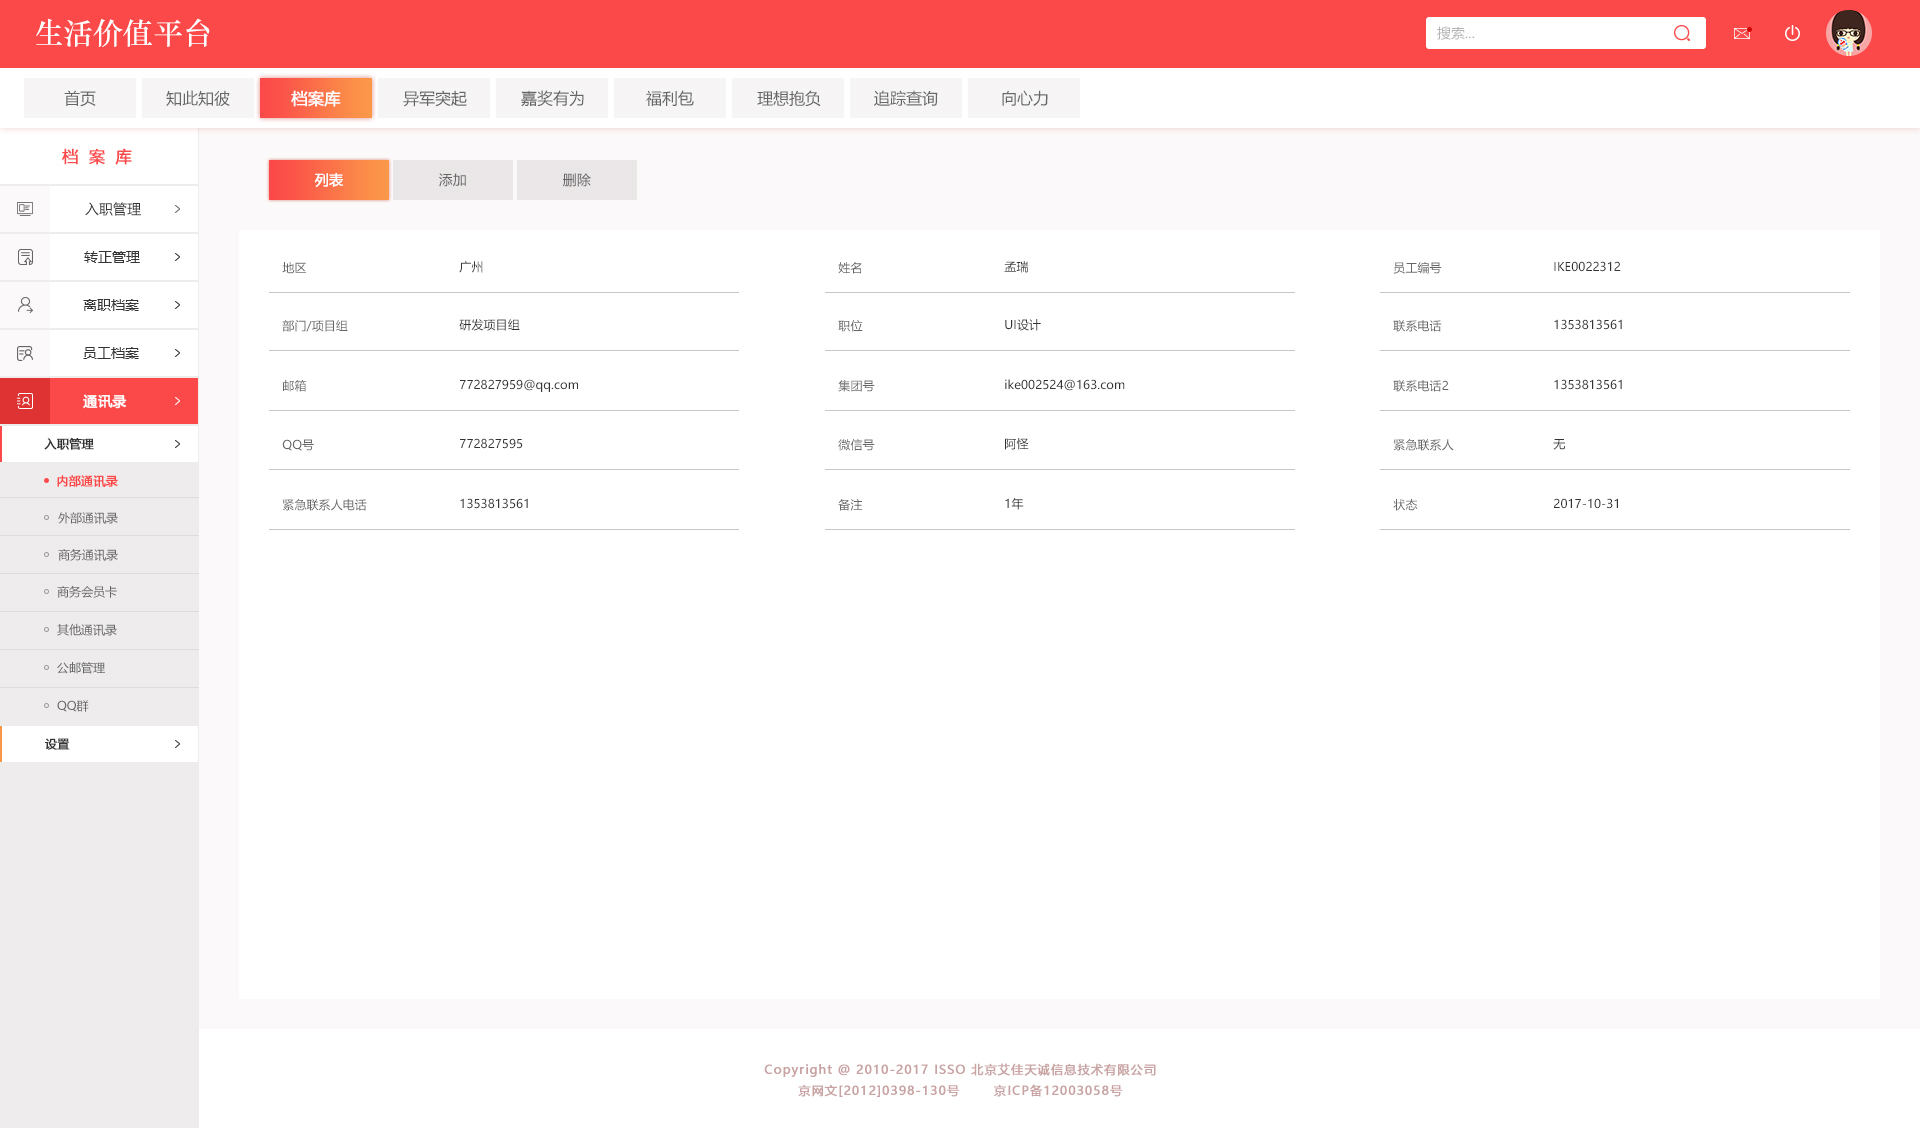 生活价值平台
搜索...
首页 知此知彼 档案库 异军突起 嘉奖有为 福利包 理想抱负 追踪查询 向心力
档 案 库
入职管理
转正管理
离职档案
员工档案
通讯录
入职管理
内部通讯录
外部通讯录
商务通讯录
商务会员卡
其他通讯录
公邮管理
QQ群
设置
列表 添加 删除
地区 广州 姓名 孟瑞 员工编号 IKE0022312
部门/项目组 研发项目组 职位 UI设计 联系电话 1353813561
邮箱 772827959@qq.com 集团号 ike002524@163.com 联系电话2 1353813561
QQ号 772827595 微信号 阿怪 紧急联系人 无
紧急联系人电话 1353813561 备注 1年 状态 2017-10-31
Copyright @ 2010-2017 ISSO 北京艾佳天诚信息技术有限公司
京网文[2012]0398-130号 京ICP备12003058号